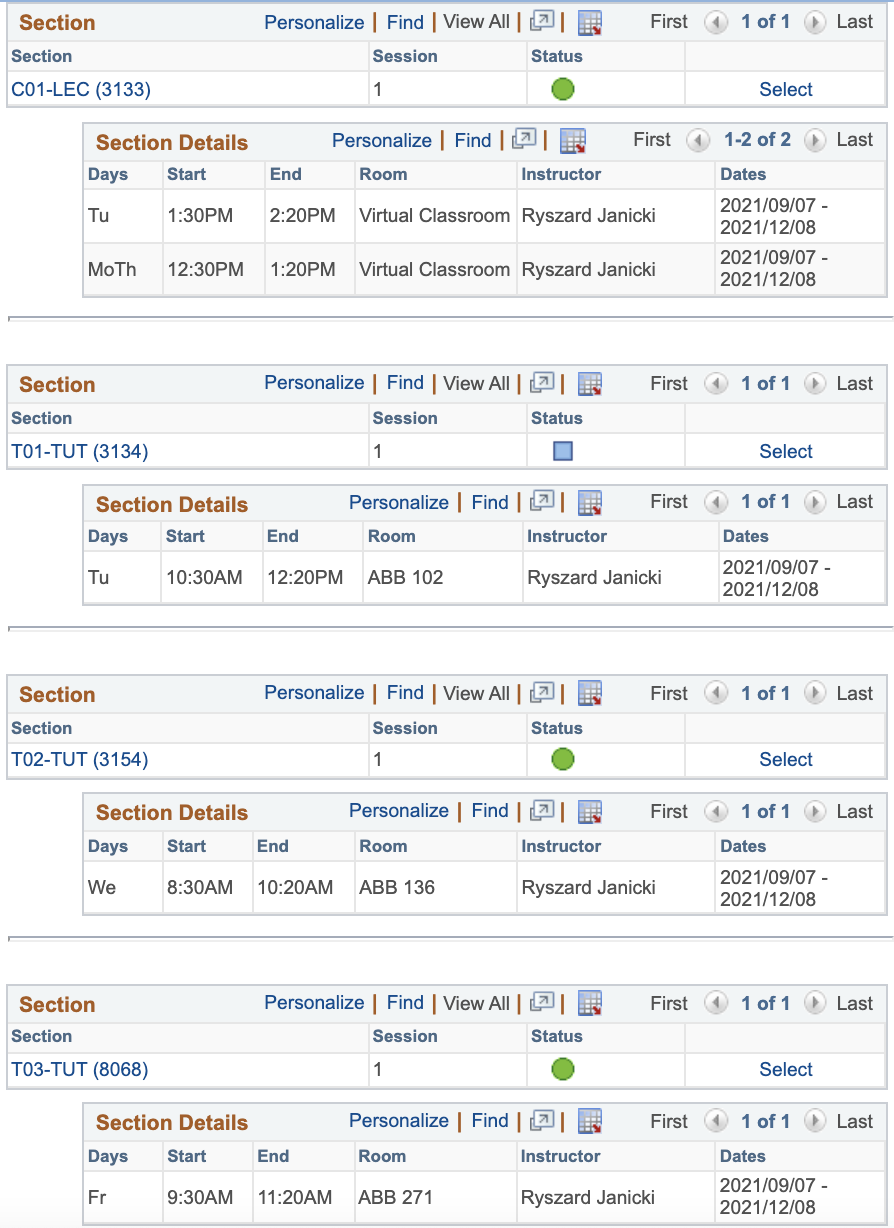 Section Personalize | Find | View All | | First 1 of 1 Last
Section Session Status
C01-LEC (3133) 1 Select
Section Details Personalize | Find | | First 1-2 of 2 Last
Days Start End Room Instructor Dates
Tu 1:30PM 2:20PM Virtual Classroom Ryszard Janicki 2021/09/07 -
2021/12/08
MoTh 12:30PM 1:20PM Virtual Classroom Ryszard Janicki 2021/09/07 -
2021/12/08
Section Personalize | Find | View All | | First 1 of 1 Last
Section Session Status
T01-TUT (3134) 1 Select
Section Details Personalize | Find | | First 1 of 1 Last
Days Start End Room Instructor Dates
Tu 10:30AM 12:20PM ABB 102 Ryszard Janicki 2021/09/07 -
2021/12/08
Section Personalize | Find | View All | | First 1 of 1 Last
Section Session Status
T02-TUT (3154) 1 Select
Section Details Personalize | Find | | First 1 of 1 Last
Days Start End Room Instructor Dates
We 8:30AM 10:20AM ABB 136 Ryszard Janicki 2021/09/07 -
2021/12/08
Section Personalize | Find | View All | | First 1 of 1 Last
Section Session Status
T03-TUT (8068) 1 Select
Section Details Personalize | Find | | First 1 of 1 Last
Days Start End Room Instructor Dates
Fr 9:30AM 11:20AM ABB 271 Ryszard Janicki 2021/09/07 -
2021/12/08